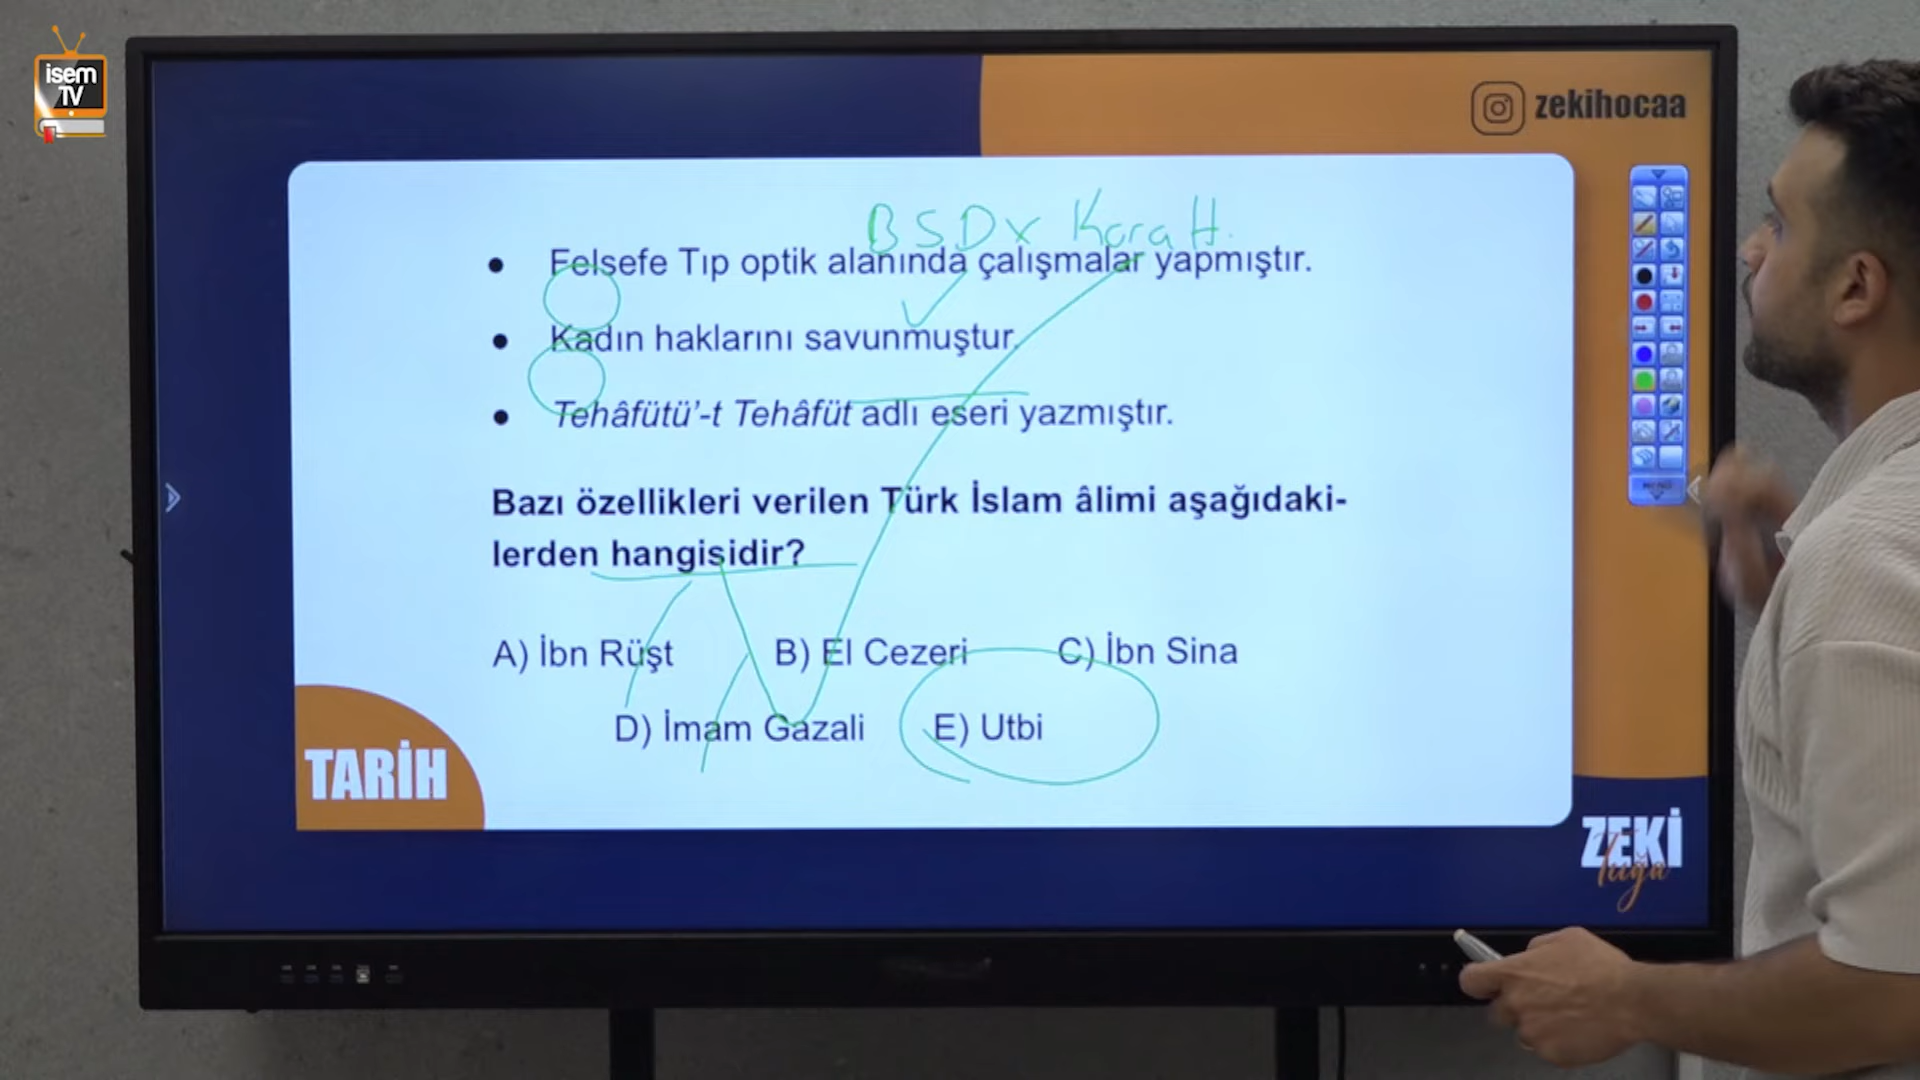 isem
TV
zekihocaa
BSDX Kara H.
• Felsefe Tıp optik alanında çalışmalar yapmıştır.
• Kadın haklarını savunmuştur.
• Tehâfütü’-t Tehâfüt adlı eseri yazmıştır.
Bazı özellikleri verilen Türk İslam âlimi aşağıdaki-
lerden hangisidir?
A) İbn Rüşt B) El Cezeri C) İbn Sina
D) İmam Gazali E) Utbi
TARİH
ZEKİ
Tuğa